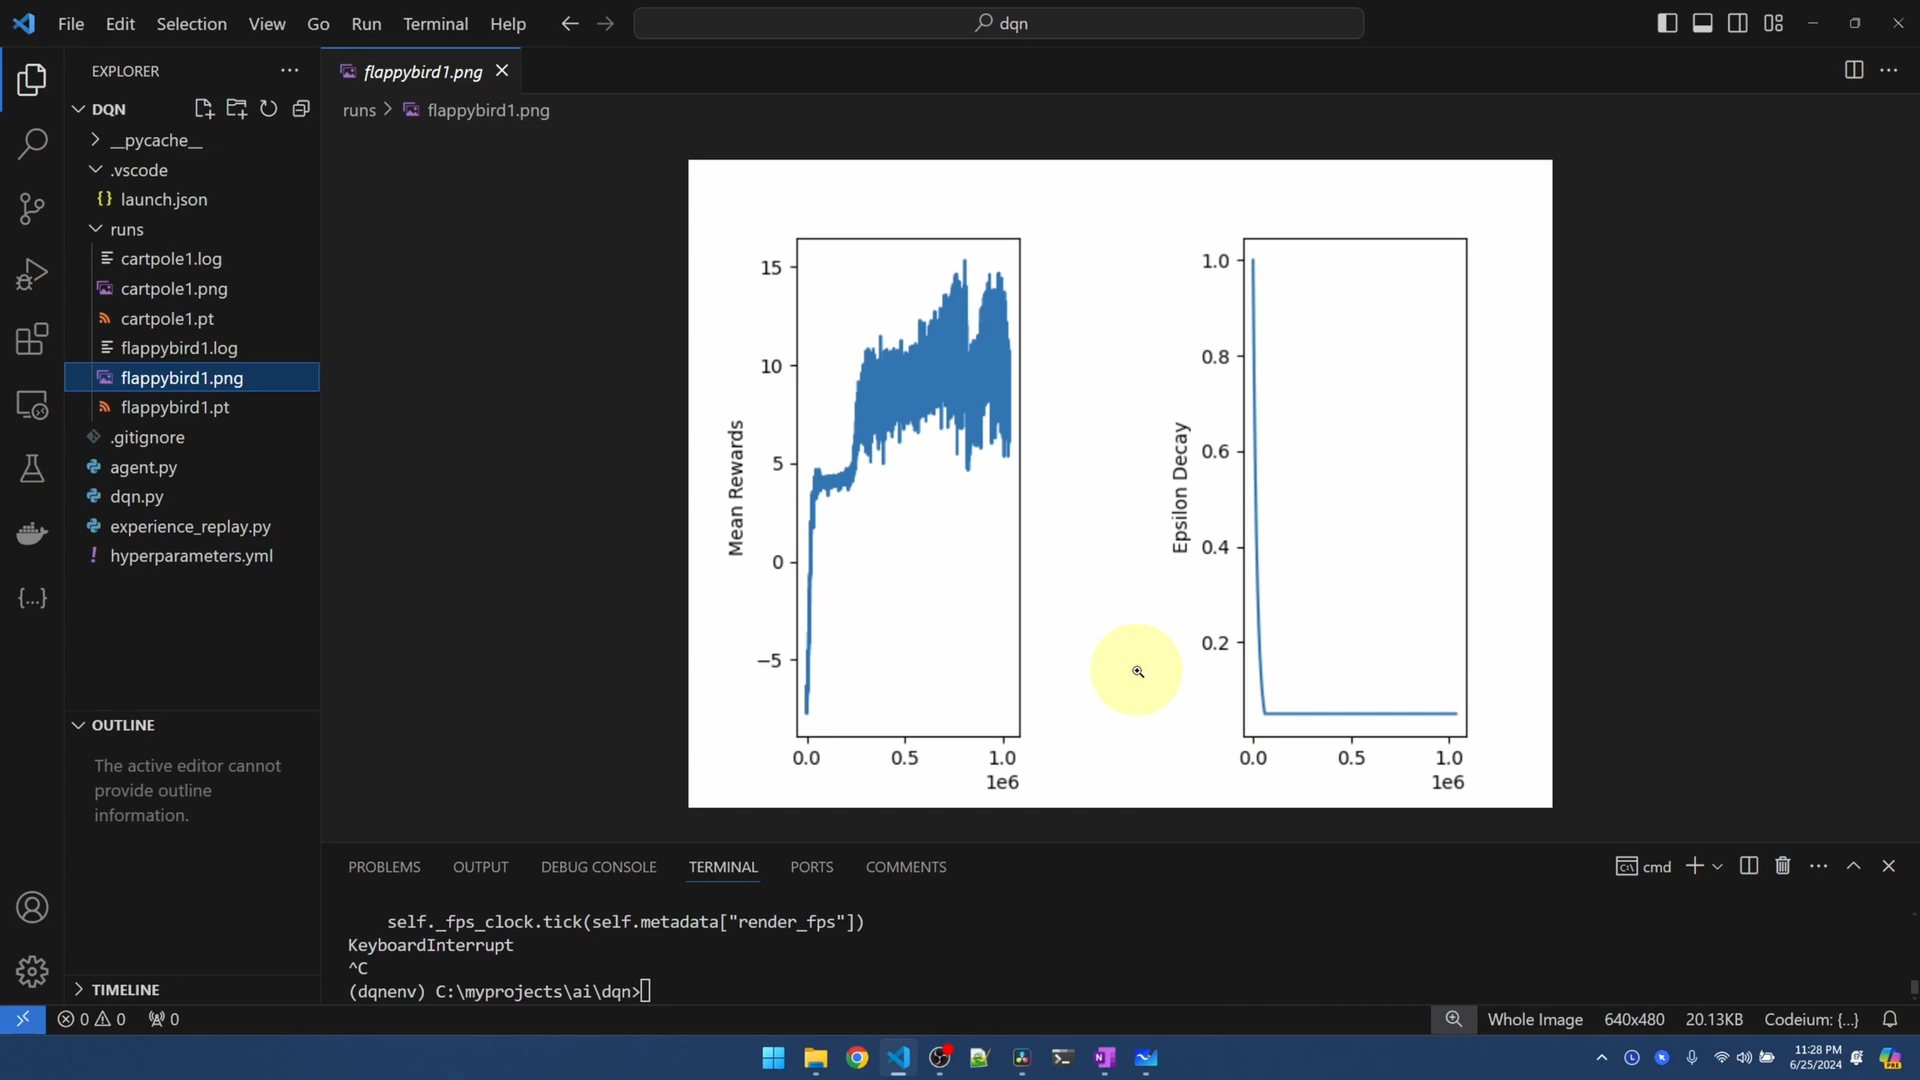 File Edit Selection View Go Run Terminal Help
dqn
EXPLORER
DQN
__pycache__
.vscode
{} launch.json
runs
cartpole1.log
cartpole1.png
cartpole1.pt
flappybird1.log
flappybird1.png
flappybird1.pt
.gitignore
agent.py
dqn.py
experience_replay.py
! hyperparameters.yml
OUTLINE
The active editor cannot
provide outline
information.
TIMELINE
flappybird1.png
runs > flappybird1.png
Mean Rewards
15
10
5
0
−5
0.0 0.5 1.0
1e6
Epsilon Decay
1.0
0.8
0.6
0.4
0.2
0.0 0.5 1.0
1e6
PROBLEMS OUTPUT DEBUG CONSOLE TERMINAL PORTS COMMENTS
cmd
self._fps_clock.tick(self.metadata["render_fps"])
KeyboardInterrupt
^C
(dqnenv) C:\myprojects\ai\dqn>
0 0 0
Whole Image 640x480 20.13KB Codeium: {...}
11:28 PM
6/25/2024
PRE